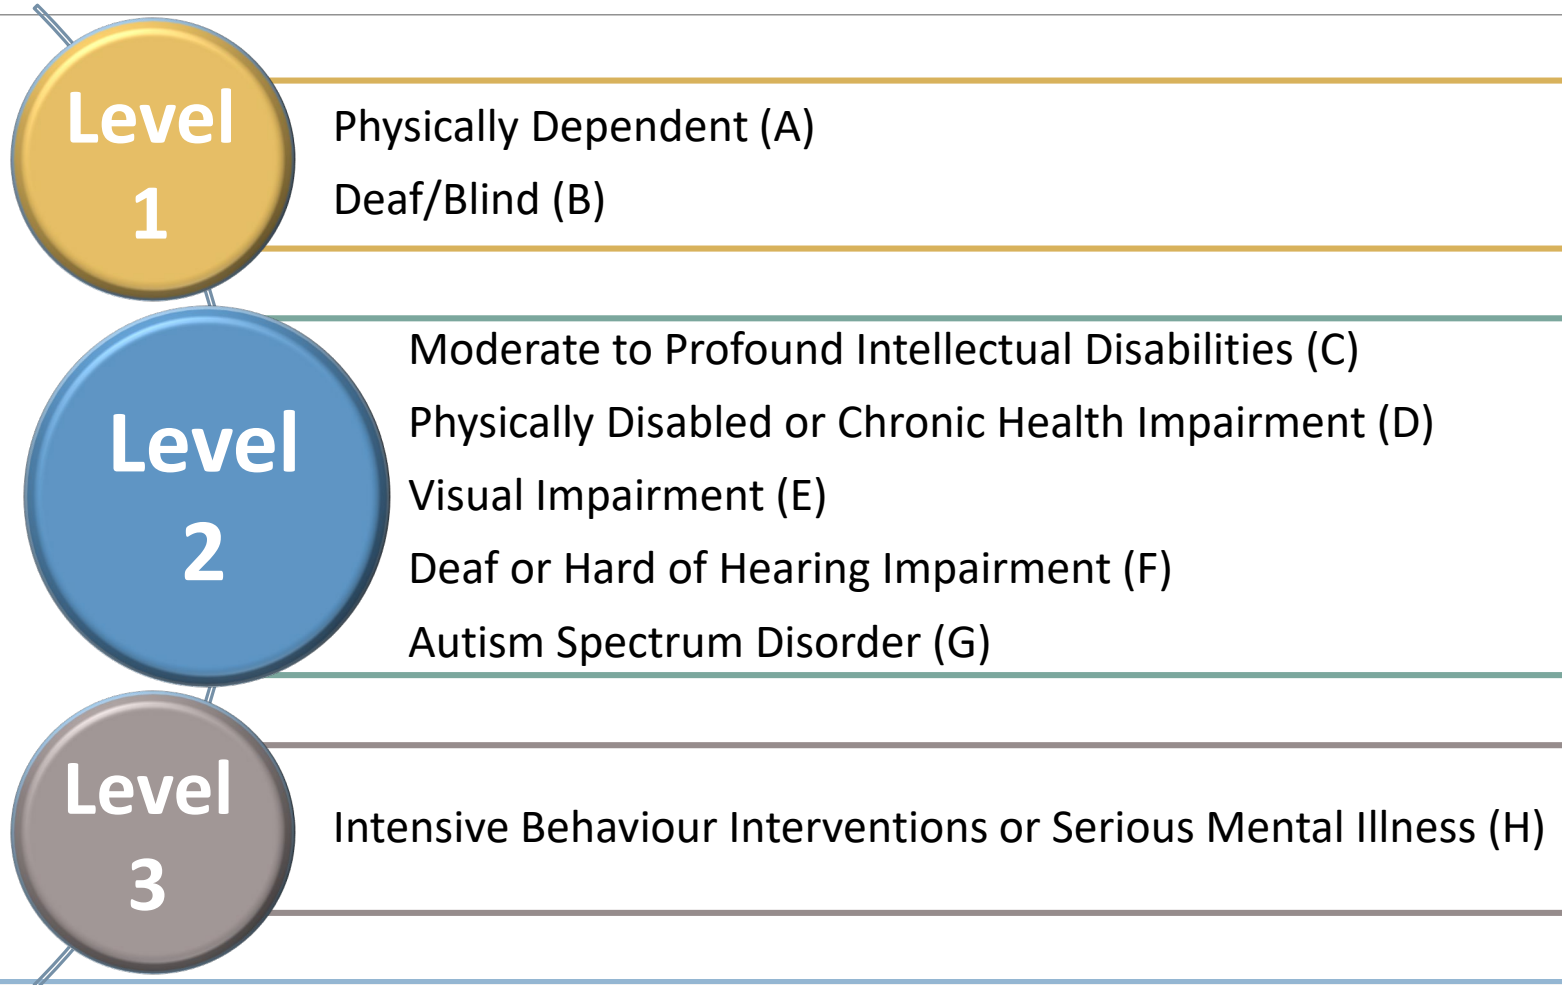 Level
1
Physically Dependent (A)
Deaf/Blind (B)
Level
2
Moderate to Profound Intellectual Disabilities (C)
Physically Disabled or Chronic Health Impairment (D)
Visual Impairment (E)
Deaf or Hard of Hearing Impairment (F)
Autism Spectrum Disorder (G)
Level
3
Intensive Behaviour Interventions or Serious Mental Illness (H)